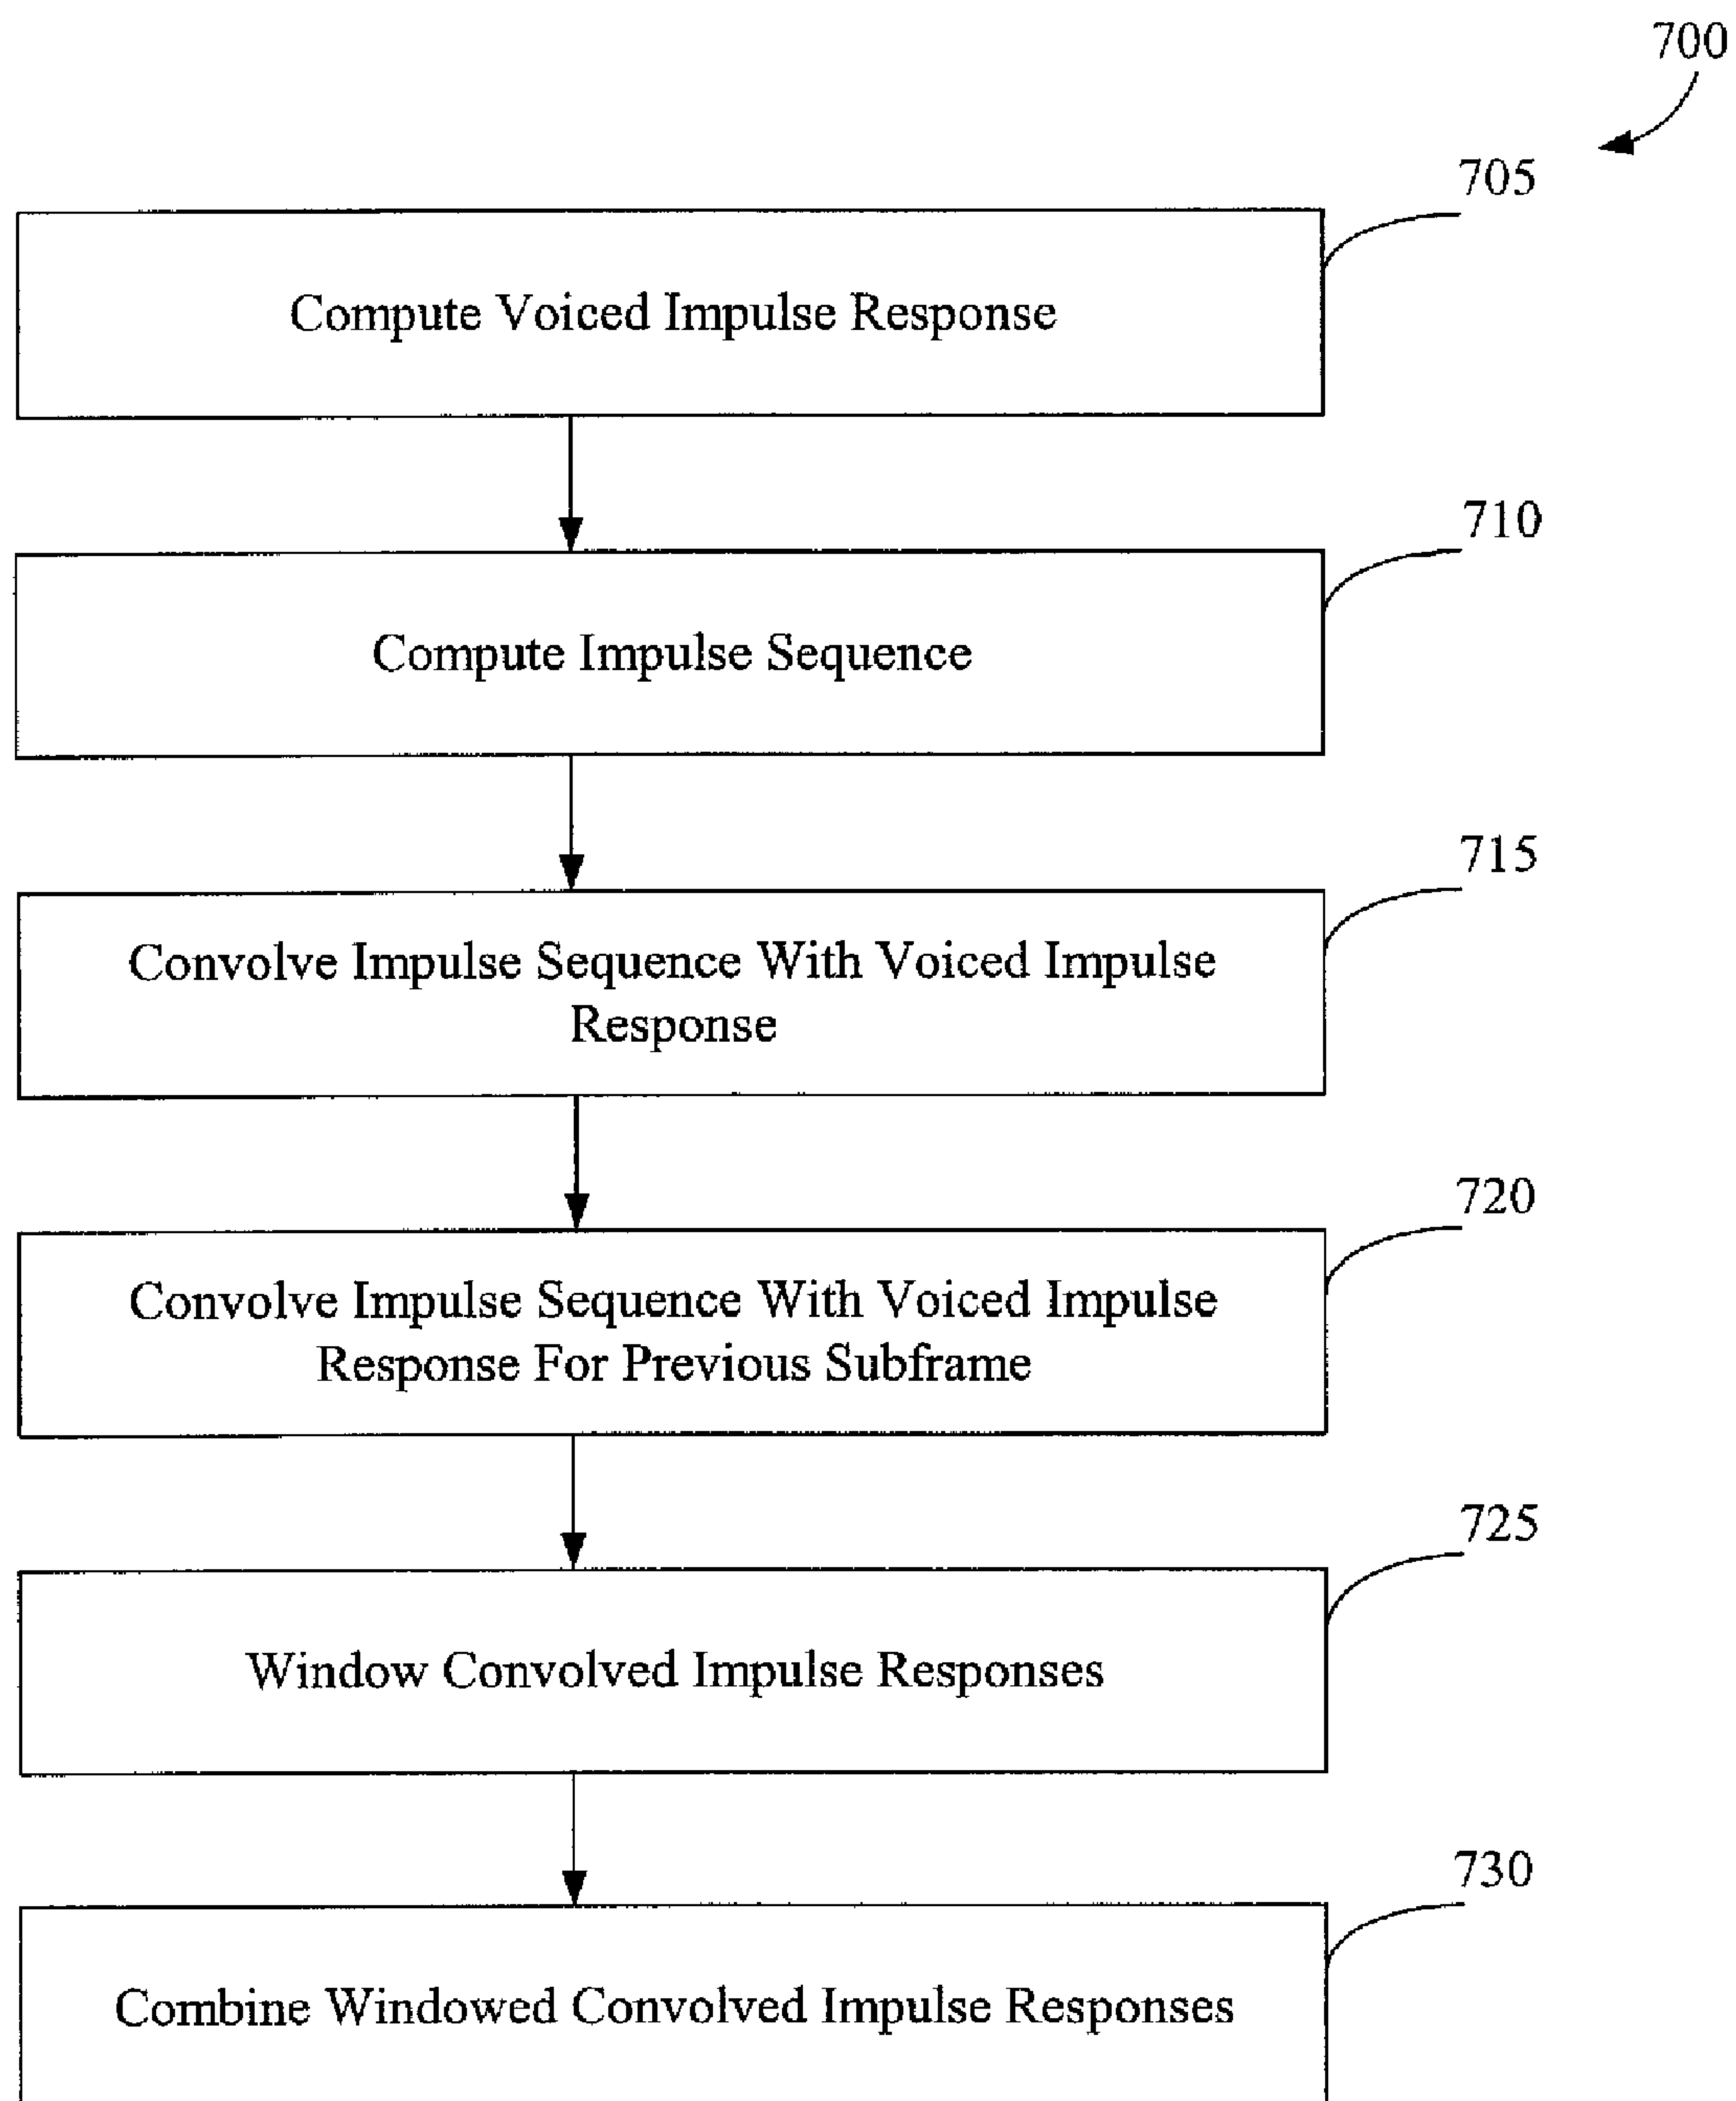 700
705
Compute Voiced Impulse Response
710
Compute Impulse Sequence
715
Convolve Impulse Sequence With Voiced Impulse
Response
720
Convolve Impulse Sequence With Voiced Impulse
Response For Previous Subframe
725
Window Convolved Impulse Responses
730
Combine Windowed Convolved Impulse Responses